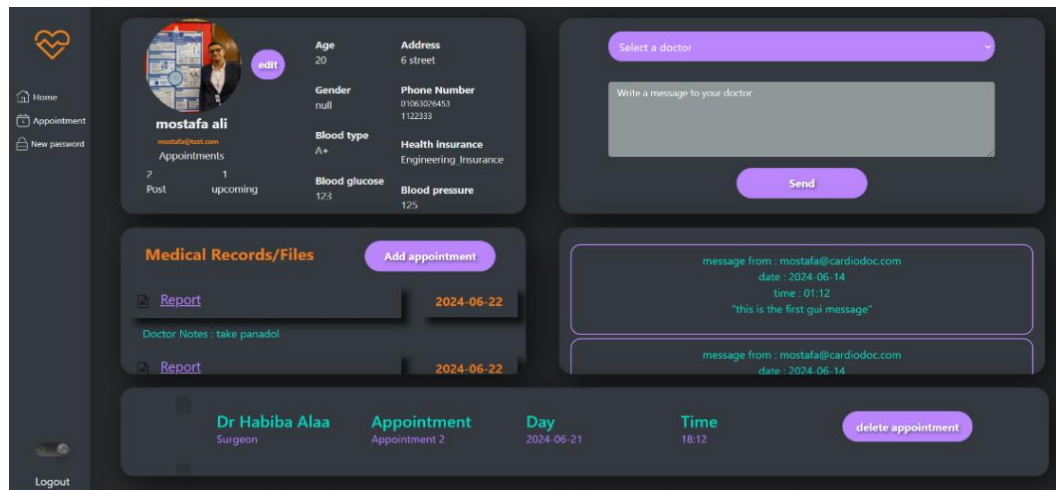 Home
Appointment
New password
Logout
edit
mostafa ali
mostafa@test.com
Appointments
2
Post
1
upcoming
Age
20
Gender
null
Blood type
A+
Blood glucose
123
Address
6 street
Phone Number
01063026453
1122333
Health insurance
Engineering_Insurance
Blood pressure
125
Select a doctor
Write a message to your doctor
Send
Medical Records/Files
Add appointment
Report
2024-06-22
Doctor Notes : take panadol
Report
2024-06-22
message from : mostafa@cardiodoc.com
date : 2024-06-14
time : 01:12
"this is the first gui message"
message from : mostafa@cardiodoc.com
date : 2024-06-14
Dr Habiba Alaa
Surgeon
Appointment
Appointment 2
Day
2024-06-21
Time
18:12
delete appointment